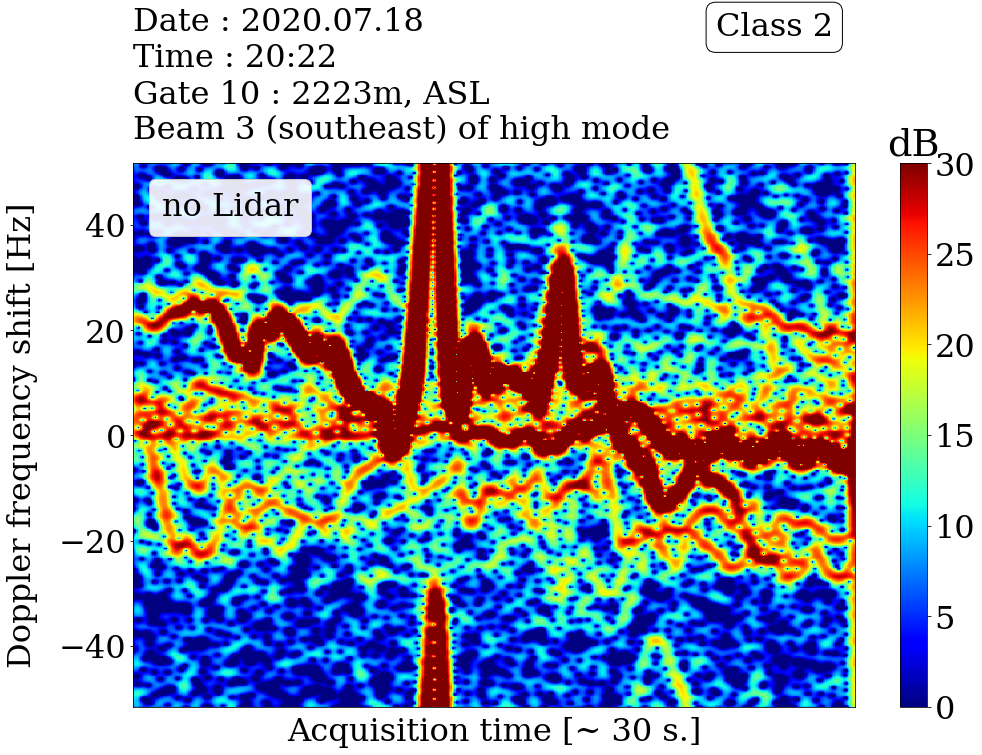 Date : 2020.07.18
Time : 20:22
Gate 10 : 2223m, ASL
Beam 3 (southeast) of high mode
Class 2
dB
no Lidar
Doppler frequency shift [Hz]
40
20
0
−20
−40
Acquisition time [~ 30 s.]
30
25
20
15
10
5
0